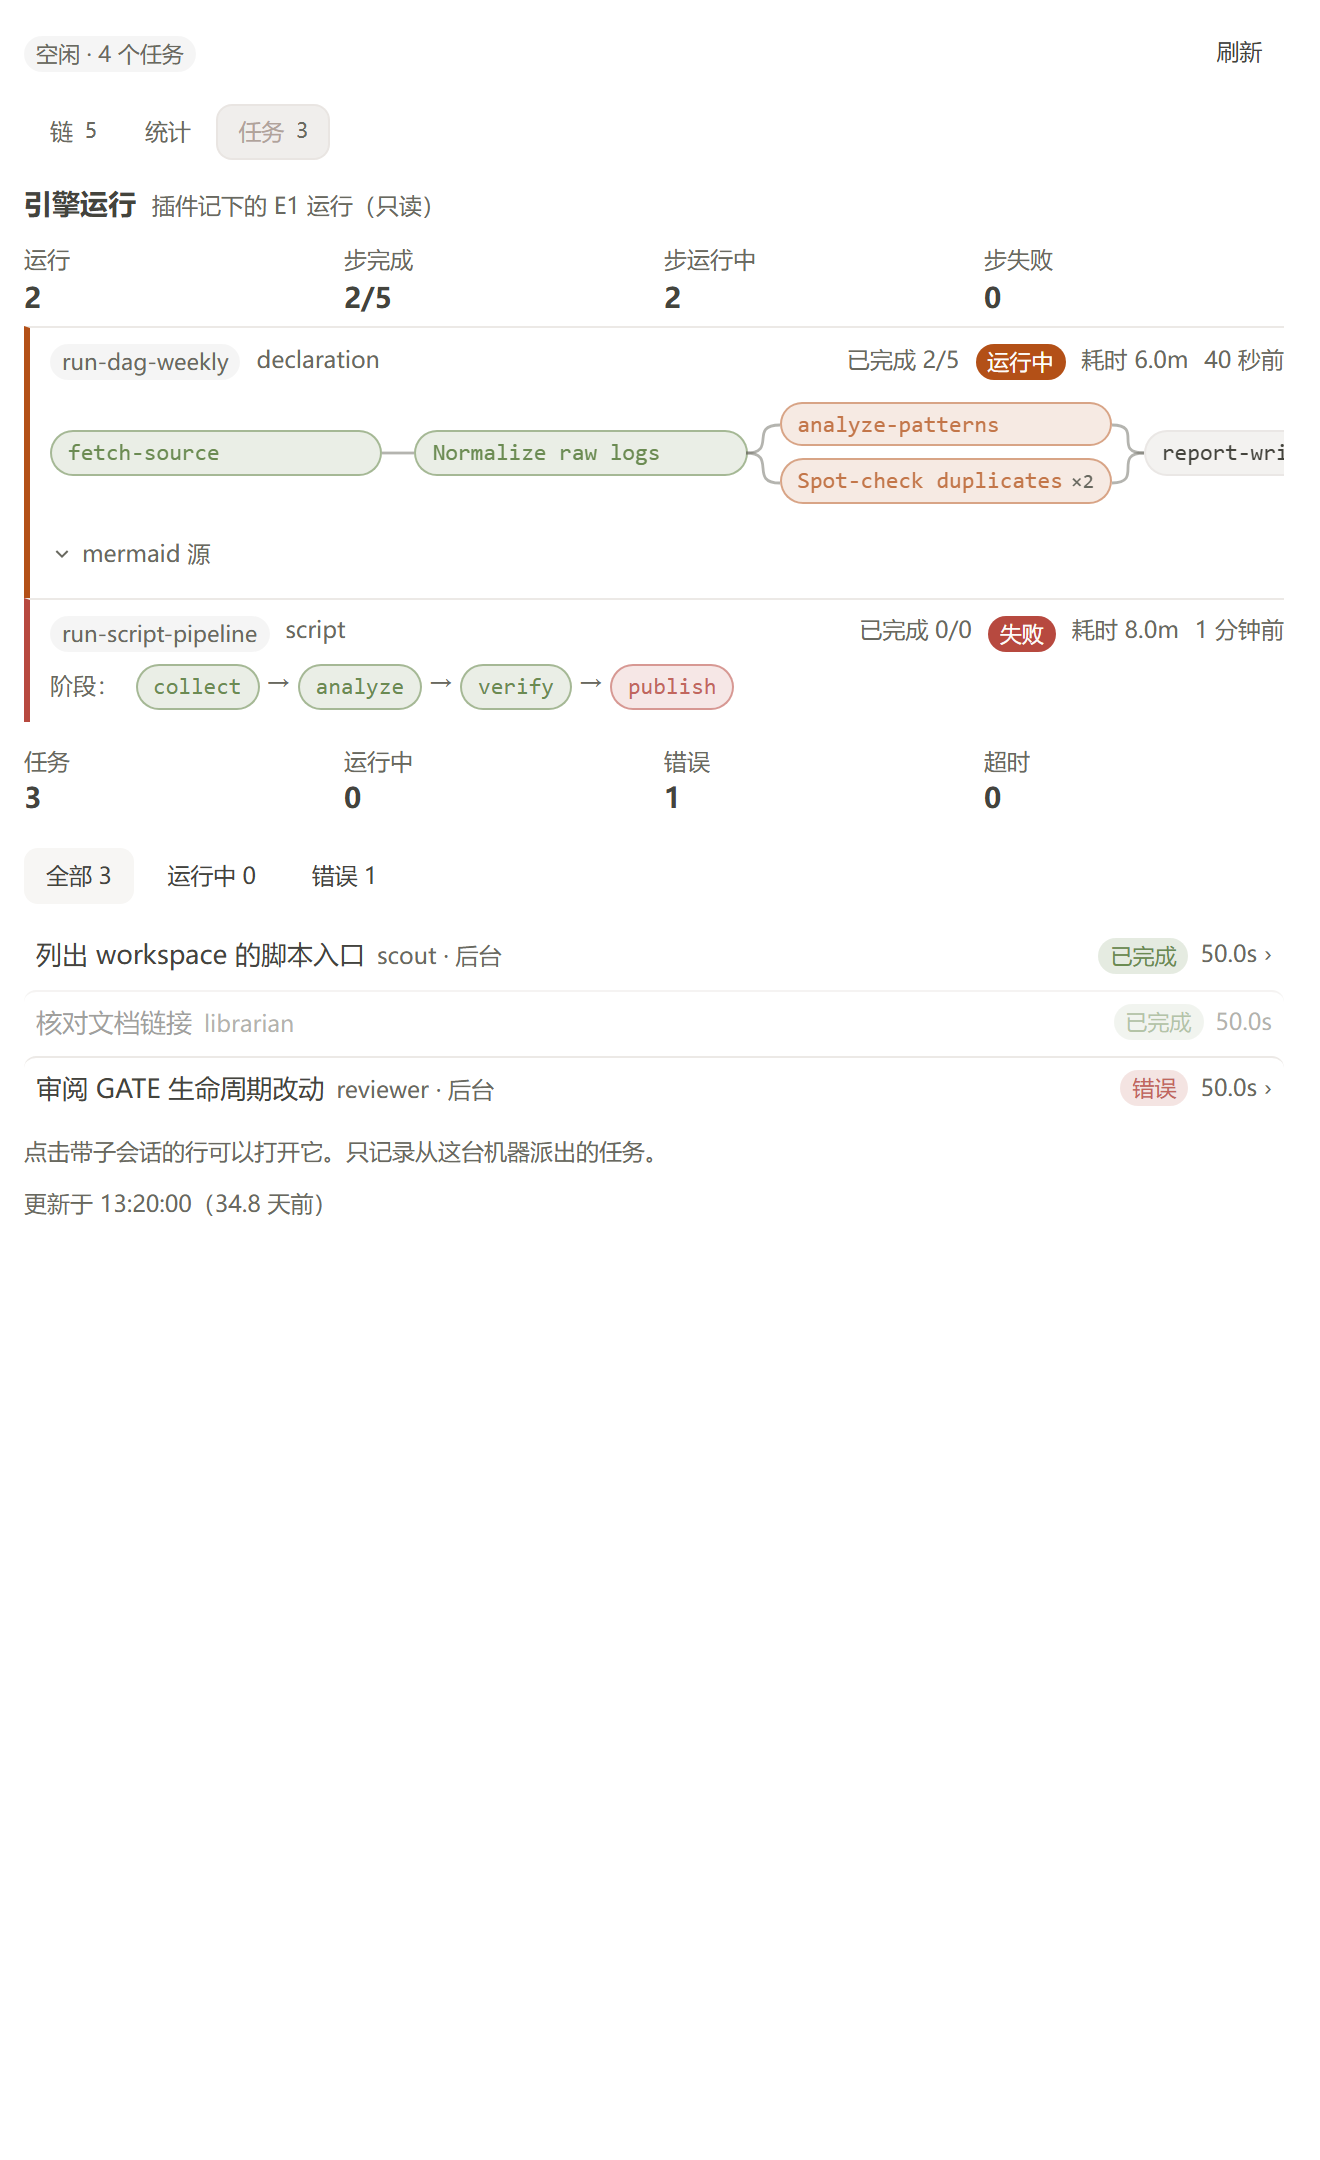 空闲 · 4 个任务
刷新
链 5 统计 任务 3
引擎运行 插件记下的 E1 运行（只读）
运行 步完成 步运行中 步失败
2 2/5 2 0
run-dag-weekly declaration 已完成 2/5 运行中 耗时 6.0m 40 秒前
analyze-patterns
fetch-source Normalize raw logs report-wri
Spot-check duplicates ×2
mermaid 源
run-script-pipeline script 已完成 0/0 失败 耗时 8.0m 1 分钟前
阶段： collect → analyze → verify → publish
任务 运行中 错误 超时
3 0 1 0
全部 3 运行中 0 错误 1
列出 workspace 的脚本入口 scout · 后台 已完成 50.0s ›
核对文档链接 librarian 已完成 50.0s
审阅 GATE 生命周期改动 reviewer · 后台 错误 50.0s ›
点击带子会话的行可以打开它。只记录从这台机器派出的任务。
更新于 13:20:00（34.8 天前）